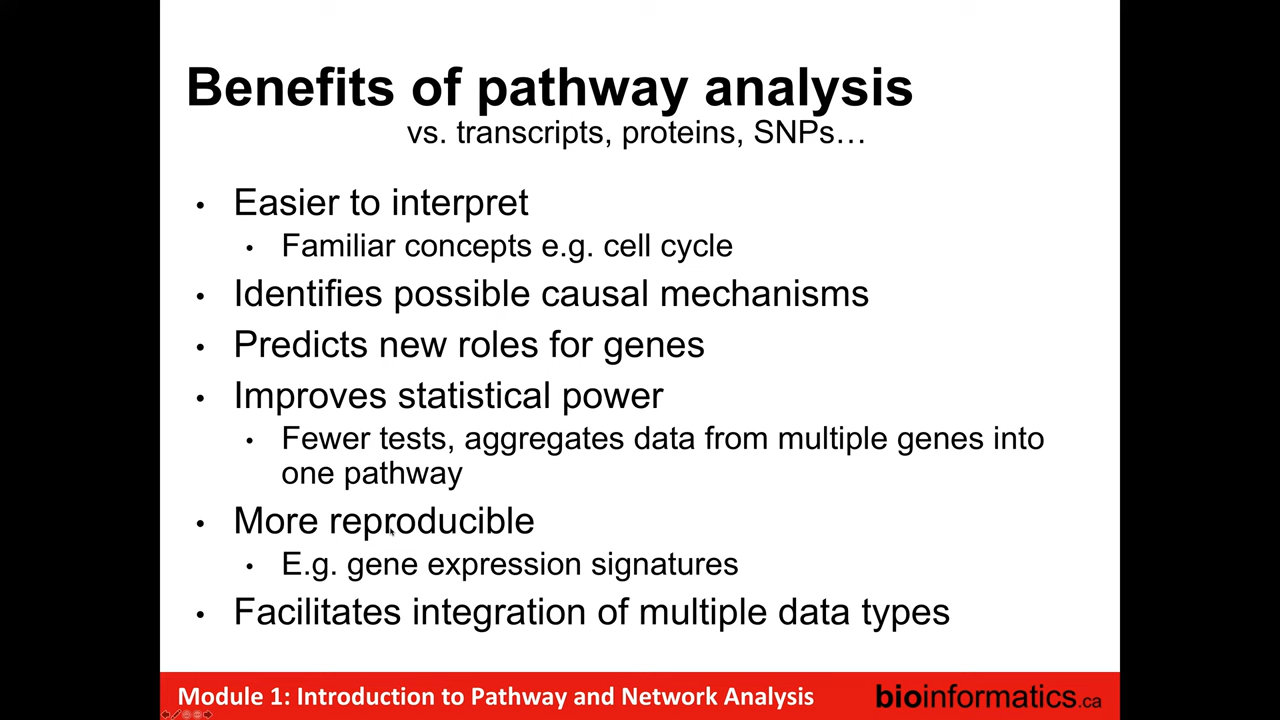 Benefits of pathway analysis
vs. transcripts, proteins, SNPs…
• Easier to interpret
• Familiar concepts e.g. cell cycle
• Identifies possible causal mechanisms
• Predicts new roles for genes
• Improves statistical power
• Fewer tests, aggregates data from multiple genes into
one pathway
• More reproducible
• E.g. gene expression signatures
• Facilitates integration of multiple data types
Module 1: Introduction to Pathway and Network Analysis
bioinformatics.ca